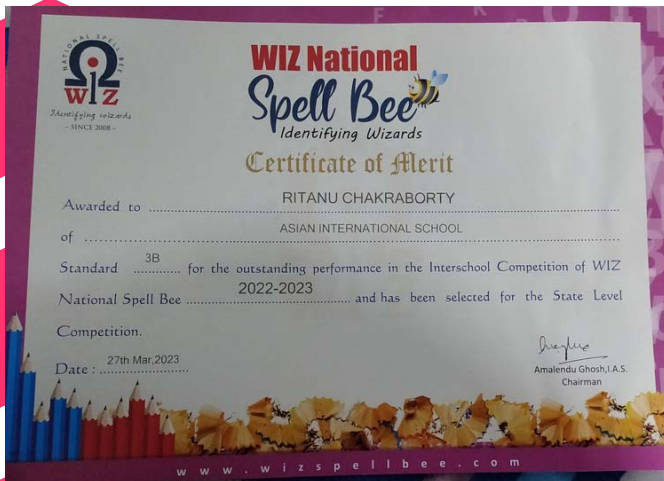 NATIONAL SPELL BEE
WiZ
Identifying wizards
- SINCE 2008 -
WIZ National
Spell Bee
Identifying Wizards
Certificate of Merit
Awarded to RITANU CHAKRABORTY
of ASIAN INTERNATIONAL SCHOOL
Standard 3B for the outstanding performance in the Interschool Competition of WIZ
National Spell Bee 2022-2023 and has been selected for the State Level
Competition.
Date : 27th Mar,2023
Amalendu Ghosh,I.A.S.
Chairman
www.wizspellbee.com